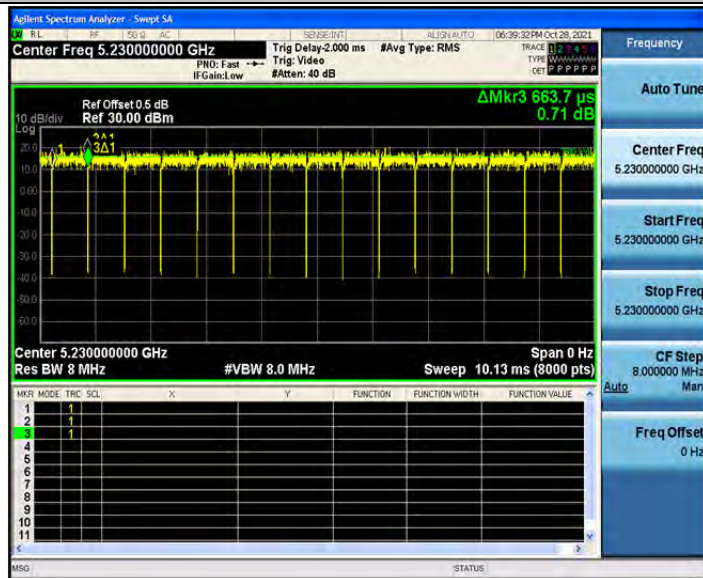 Agilent Spectrum Analyzer - Swept SA
RL RF 50 Ω AC SENSE:INT ALIGN AUTO 06:39:32 PM Oct 28, 2021
Center Freq 5.230000000 GHz
PNO: Fast
IFGain:Low
Trig Delay-2.000 ms
Trig: Video
#Atten: 40 dB
#Avg Type: RMS
TRACE 1 2 3 4 5 6
TYPE
DET P P P P P P
Frequency
Auto Tune
Center Freq
5.230000000 GHz
Start Freq
5.230000000 GHz
Stop Freq
5.230000000 GHz
CF Step
8.000000 MHz
Auto Man
Freq Offset
0 Hz
ΔMkr3 663.7 µs
0.71 dB
Ref Offset 0.5 dB
10 dB/div Ref 30.00 dBm
Log
20.0
10.0
0.00
-10.0
-20.0
-30.0
-40.0
-50.0
-60.0
1
2Δ1
3Δ1
Center 5.230000000 GHz Span 0 Hz
Res BW 8 MHz #VBW 8.0 MHz Sweep 10.13 ms (8000 pts)
MKR MODE TRC SCL X Y FUNCTION FUNCTION WIDTH FUNCTION VALUE
1 1
2 1
3 1
4
5
6
7
8
9
10
11
MSG STATUS